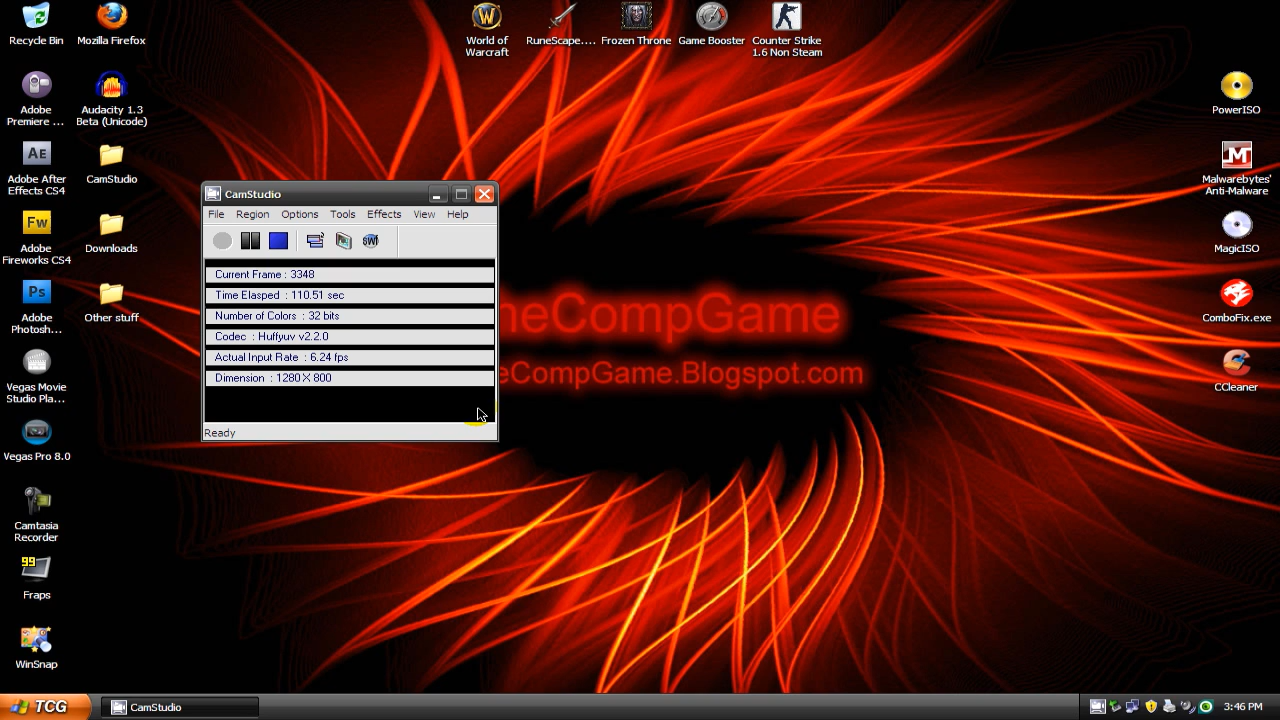 Recycle Bin
Mozilla Firefox
World of
Warcraft
RuneScape....
Frozen Throne
Game Booster
Counter Strike
1.6 Non Steam
Adobe
Premiere ...
Audacity 1.3
Beta (Unicode)
PowerISO
AE
Adobe After
Effects CS4
CamStudio
M
Malwarebytes'
Anti-Malware
CamStudio
File Region Options Tools Effects View Help
SWF
Fw
Adobe
Fireworks CS4
Downloads
MagicISO
Current Frame : 3348
Time Elasped : 110.51 sec
Number of Colors : 32 bits
Codec : Huffyuv v2.2.0
Actual Input Rate : 6.24 fps
Dimension : 1280 X 800
Ready
heCompGame
eCompGame.Blogspot.com
Ps
Adobe
Photosh...
Other stuff
ComboFix.exe
Vegas Movie
Studio Pla...
CCleaner
Vegas Pro 8.0
Camtasia
Recorder
99
Fraps
WinSnap
TCG
CamStudio
3:46 PM